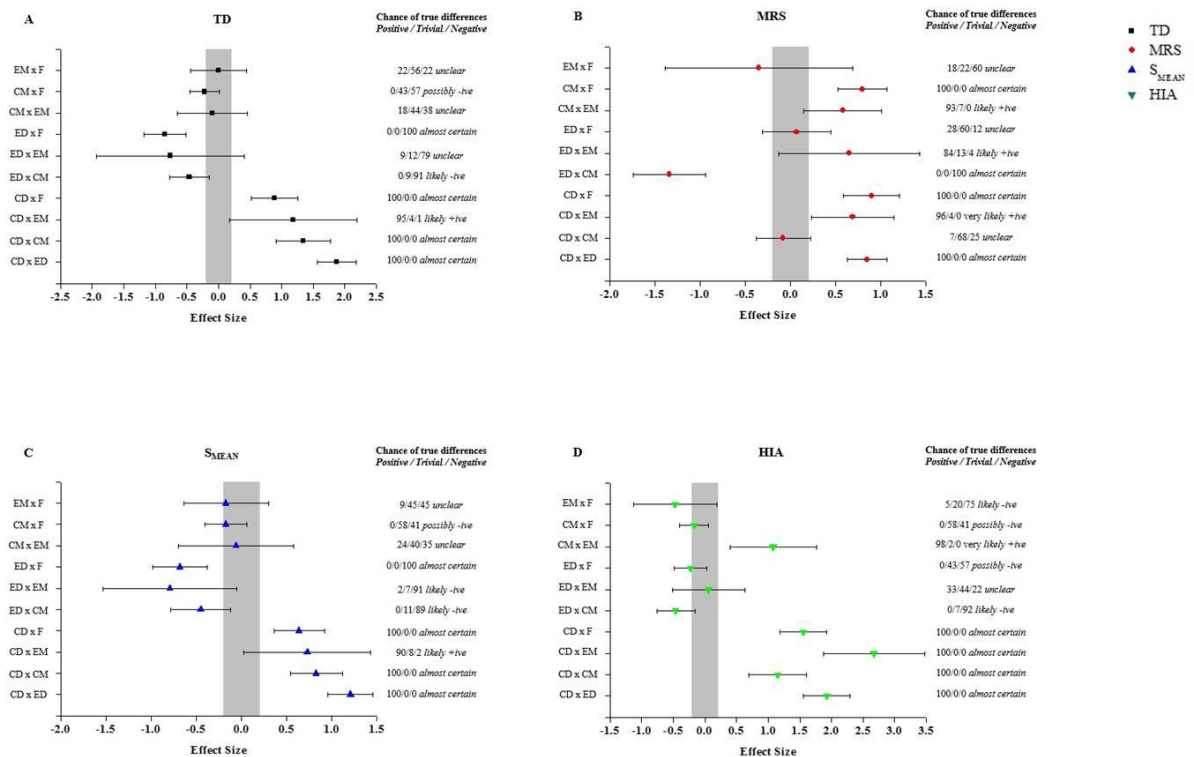 A
TD
Chance of true differences
Positive / Trivial / Negative
EM x F
22/56/22 unclear
CM x F
0/43/57 possibly -ive
CM x EM
18/44/38 unclear
ED x F
0/0/100 almost certain
ED x EM
9/12/79 unclear
ED x CM
0/9/91 likely -ive
CD x F
100/0/0 almost certain
CD x EM
95/4/1 likely +ive
CD x CM
100/0/0 almost certain
CD x ED
100/0/0 almost certain
-2.5 -2.0 -1.5 -1.0 -0.5 0.0 0.5 1.0 1.5 2.0 2.5
Effect Size
B
MRS
Chance of true differences
Positive / Trivial / Negative
EM x F
18/22/60 unclear
CM x F
100/0/0 almost certain
CM x EM
93/7/0 likely +ive
ED x F
28/60/12 unclear
ED x EM
84/13/4 likely +ive
ED x CM
0/0/100 almost certain
CD x F
100/0/0 almost certain
CD x EM
96/4/0 very likely +ive
CD x CM
7/68/25 unclear
CD x ED
100/0/0 almost certain
-2.0 -1.5 -1.0 -0.5 0.0 0.5 1.0 1.5
Effect Size
TD
MRS
SMEAN
HIA
C
SMEAN
Chance of true differences
Positive / Trivial / Negative
EM x F
9/45/45 unclear
CM x F
0/58/41 possibly -ive
CM x EM
24/40/35 unclear
ED x F
0/0/100 almost certain
ED x EM
2/7/91 likely -ive
ED x CM
0/11/89 likely -ive
CD x F
100/0/0 almost certain
CD x EM
90/8/2 likely +ive
CD x CM
100/0/0 almost certain
CD x ED
100/0/0 almost certain
-2.0 -1.5 -1.0 -0.5 0.0 0.5 1.0 1.5
Effect Size
D
HIA
Chance of true differences
Positive / Trivial / Negative
EM x F
5/20/75 likely -ive
CM x F
0/58/41 possibly -ive
CM x EM
98/2/0 very likely +ive
ED x F
0/43/57 possibly -ive
ED x EM
33/44/22 unclear
ED x CM
0/7/92 likely -ive
CD x F
100/0/0 almost certain
CD x EM
100/0/0 almost certain
CD x CM
100/0/0 almost certain
CD x ED
100/0/0 almost certain
-1.5 -1.0 -0.5 0.0 0.5 1.0 1.5 2.0 2.5 3.0 3.5
Effect Size